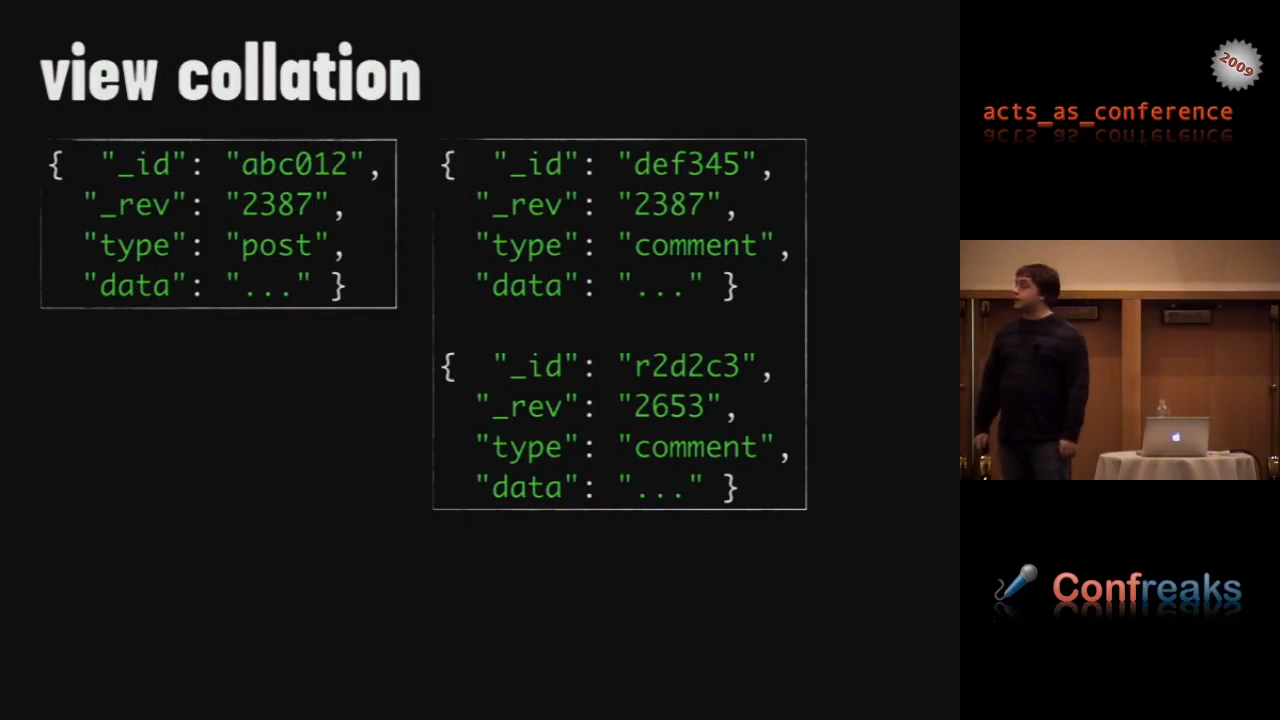 view collation
{  "_id": "abc012",
"_rev": "2387",
"type": "post",
"data": "..." }
{  "_id": "def345",
"_rev": "2387",
"type": "comment",
"data": "..." }
{  "_id": "r2d2c3",
"_rev": "2653",
"type": "comment",
"data": "..." }
2009
acts_as_conference
Confreaks